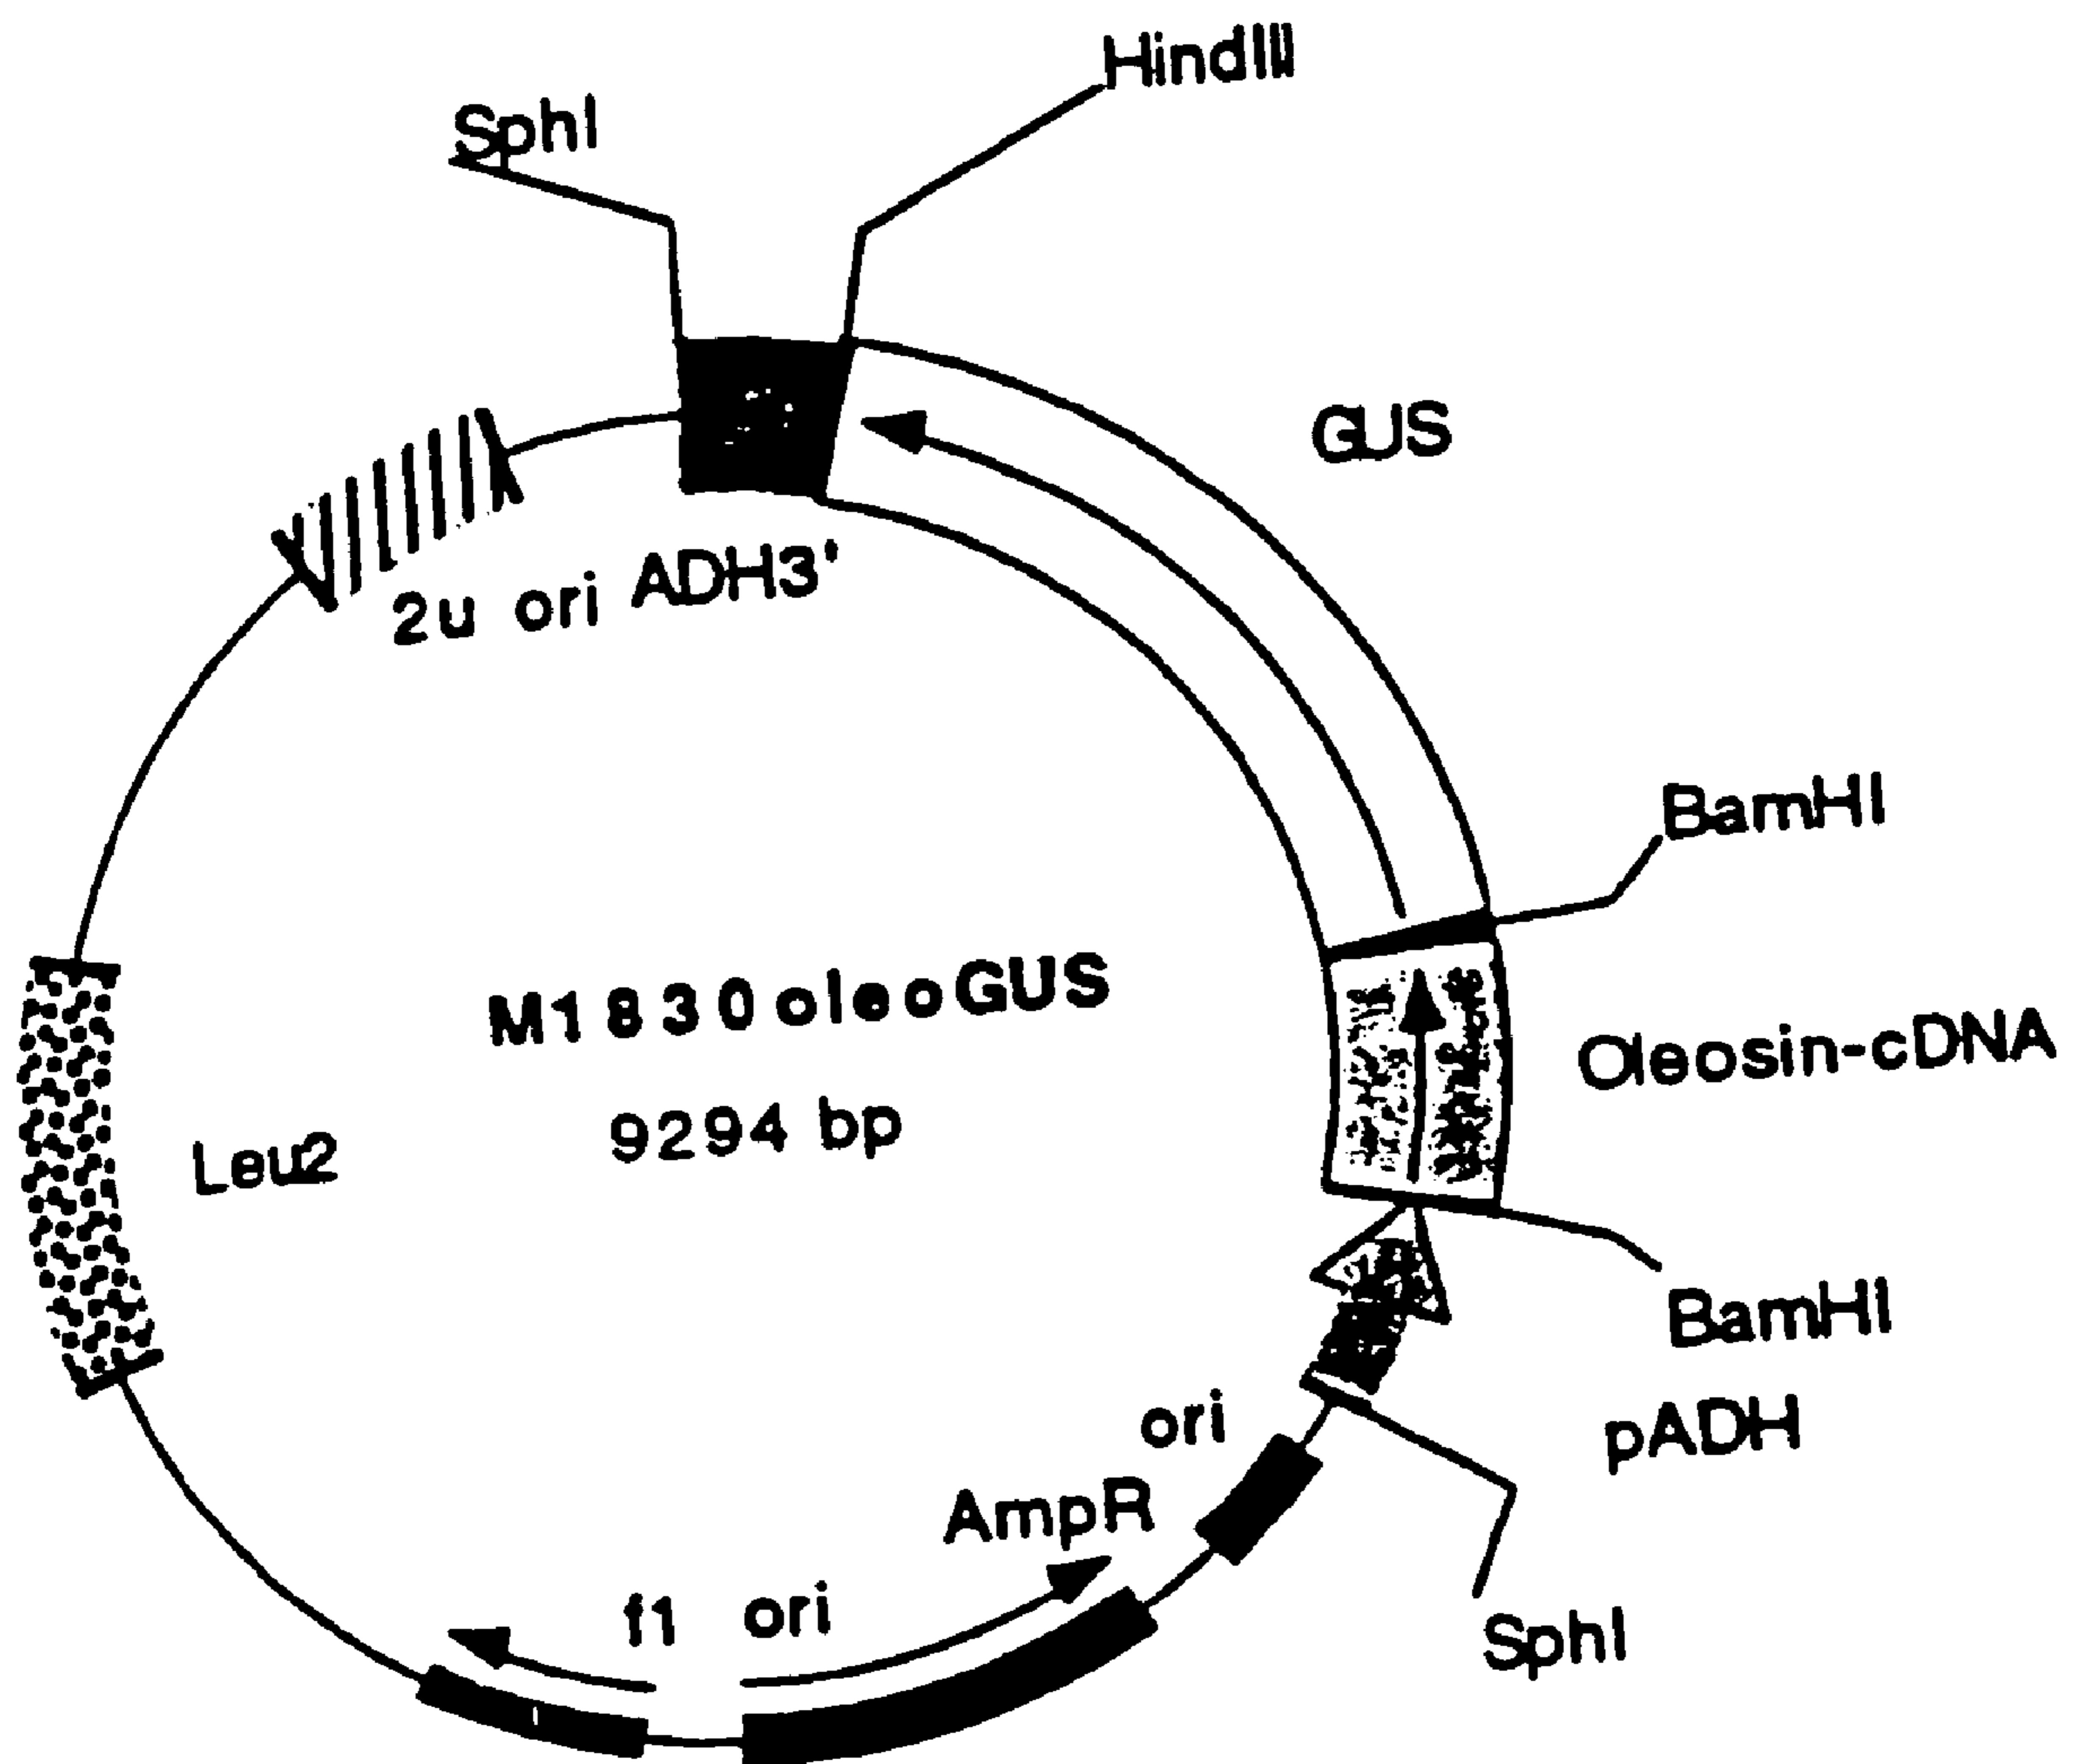 HindIII
SphI
GUS
ADH3'
2u ori
BamHI
M1830oleoGUS
Oleosin-cDNA
9294 bp
Leu2
BamHI
pADH
ori
AmpR
f1 ori
SphI